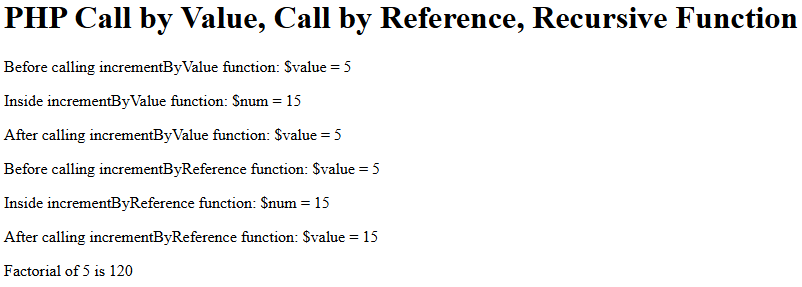 PHP Call by Value, Call by Reference, Recursive Function
Before calling incrementByValue function: $value = 5
Inside incrementByValue function: $num = 15
After calling incrementByValue function: $value = 5
Before calling incrementByReference function: $value = 5
Inside incrementByReference function: $num = 15
After calling incrementByReference function: $value = 15
Factorial of 5 is 120